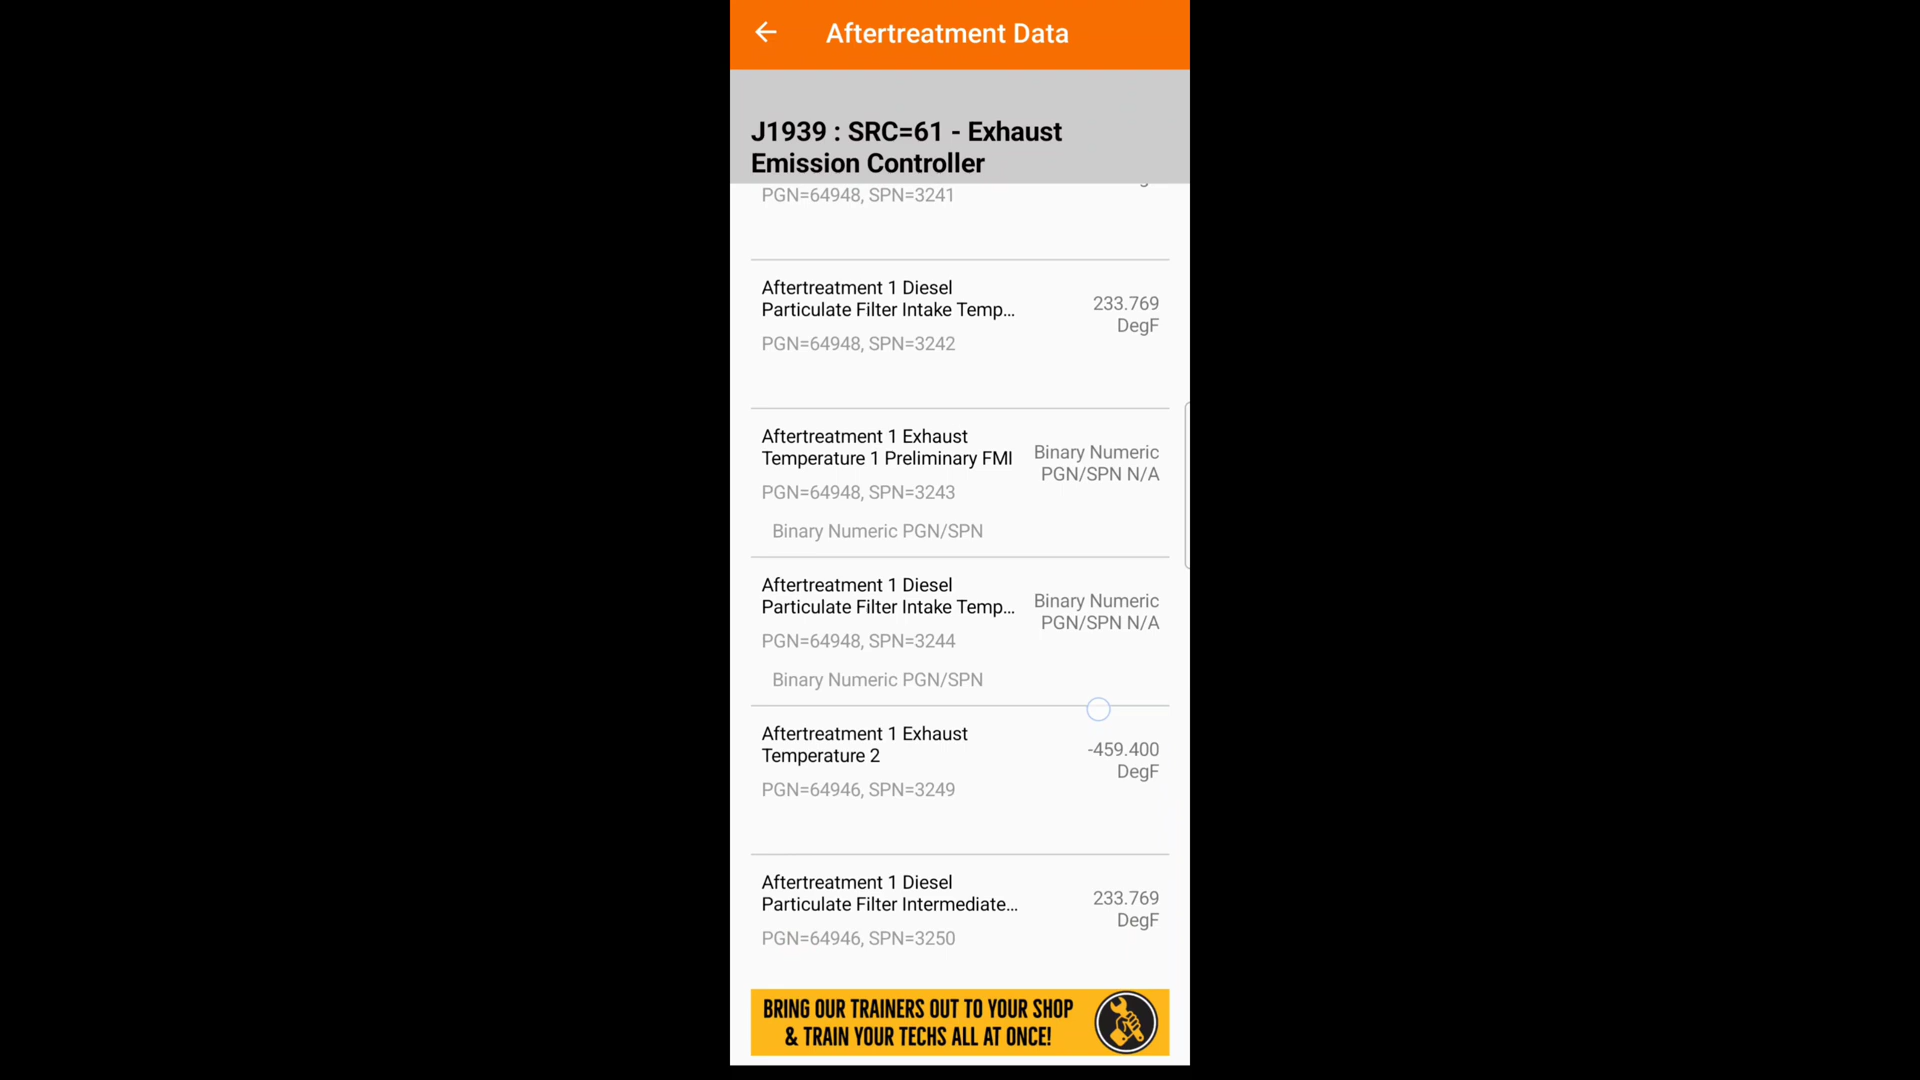 Aftertreatment Data
J1939 : SRC=61 - Exhaust
Emission Controller
PGN=64948, SPN=3241
Aftertreatment 1 Diesel
Particulate Filter Intake Temp...
233.769
DegF
PGN=64948, SPN=3242
Aftertreatment 1 Exhaust
Temperature 1 Preliminary FMI
Binary Numeric
PGN/SPN N/A
PGN=64948, SPN=3243
Binary Numeric PGN/SPN
Aftertreatment 1 Diesel
Particulate Filter Intake Temp...
Binary Numeric
PGN/SPN N/A
PGN=64948, SPN=3244
Binary Numeric PGN/SPN
Aftertreatment 1 Exhaust
Temperature 2
-459.400
DegF
PGN=64946, SPN=3249
Aftertreatment 1 Diesel
Particulate Filter Intermediate...
233.769
DegF
PGN=64946, SPN=3250
BRING OUR TRAINERS OUT TO YOUR SHOP
& TRAIN YOUR TECHS ALL AT ONCE!